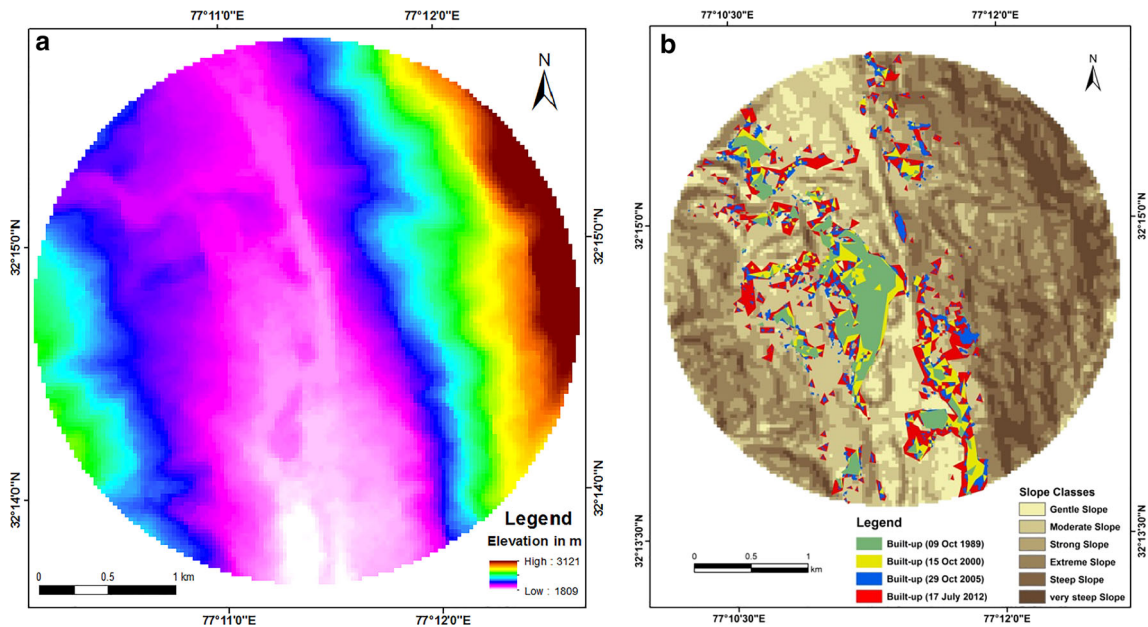 77°11'0"E
77°12'0"E
a
N
32°15'0"N
32°15'0"N
32°14'0"N
32°14'0"N
Legend
Elevation in m
High : 3121
Low : 1809
0 0.5 1 km
77°11'0"E
77°12'0"E
77°10'30"E
77°12'0"E
b
N
32°15'0"N
32°15'0"N
32°13'30"N
32°13'30"N
Legend
Built-up (09 Oct 1989)
Built-up (15 Oct 2000)
Built-up (29 Oct 2005)
Built-up (17 July 2012)
Slope Classes
Gentle Slope
Moderate Slope
Strong Slope
Extreme Slope
Steep Slope
very steep Slope
0 0.5 1
km
77°10'30"E
77°12'0"E